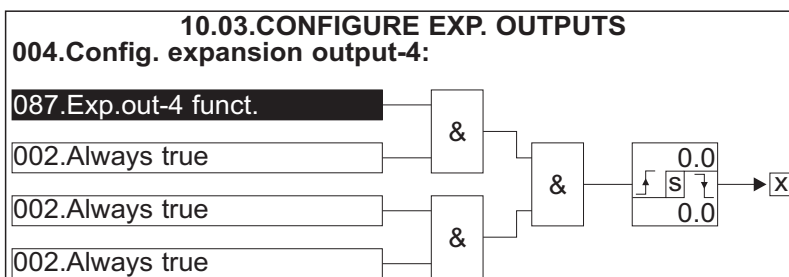 10.03.CONFIGURE EXP. OUTPUTS
004.Config. expansion output-4:
087.Exp.out-4 funct.
&
002.Always true
&
0.0
S
X
0.0
002.Always true
&
002.Always true